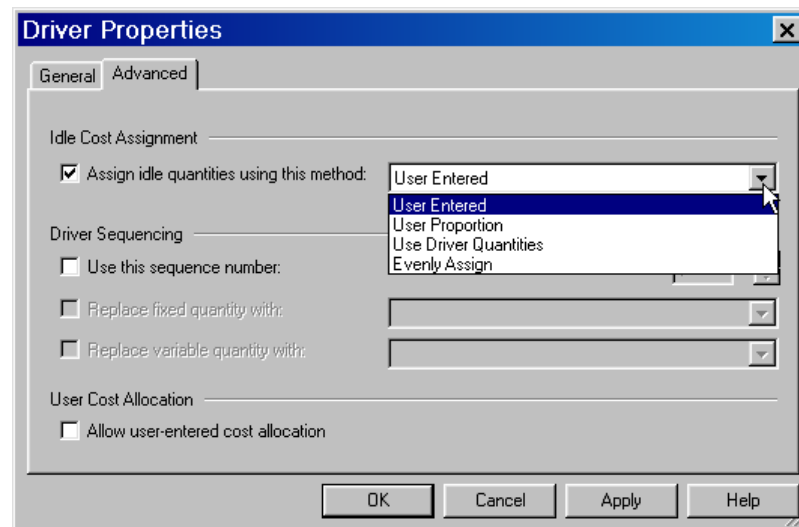 Driver Properties
General
Advanced
Idle Cost Assignment
Assign idle quantities using this method:
User Entered
User Entered
User Proportion
Use Driver Quantities
Evenly Assign
Driver Sequencing
Use this sequence number:
Replace fixed quantity with:
Replace variable quantity with:
User Cost Allocation
Allow user-entered cost allocation
OK
Cancel
Apply
Help